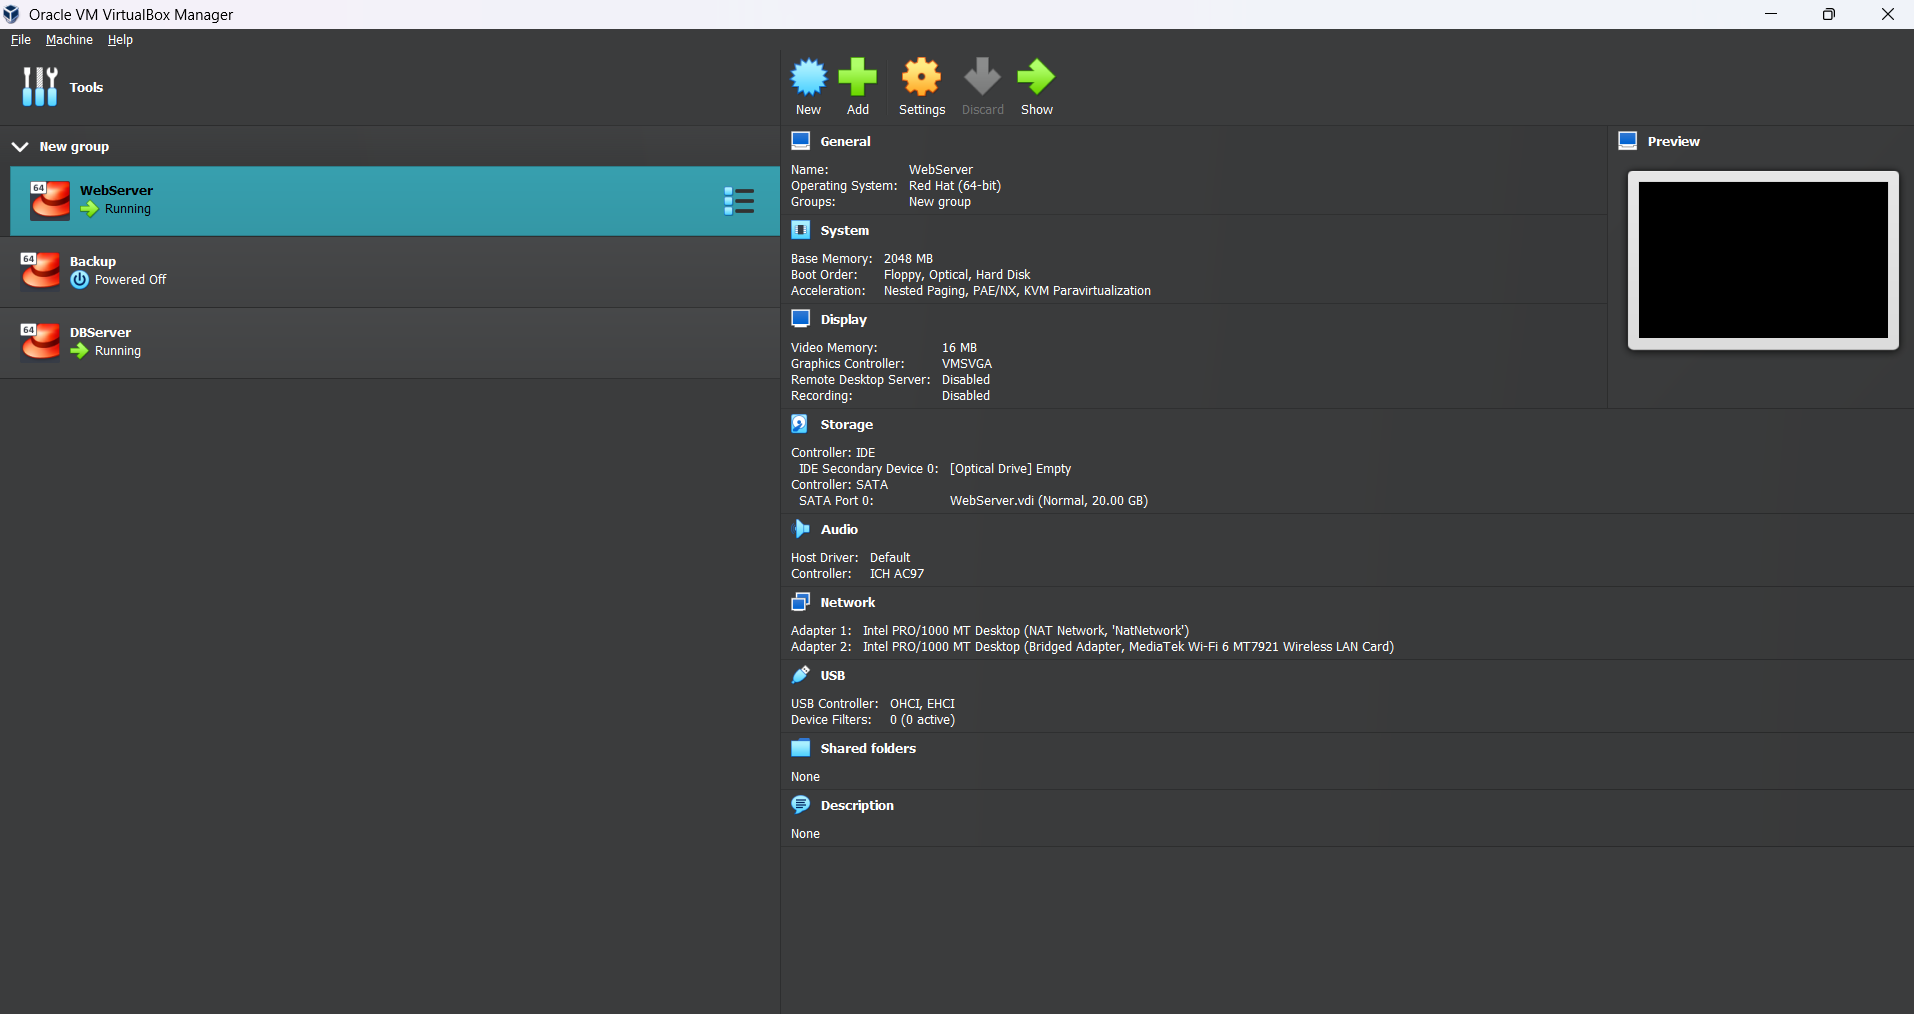 Oracle VM VirtualBox Manager
File Machine Help
Tools
New Add Settings Discard Show
New group
64 WebServer
Running
64 Backup
Powered Off
64 DBServer
Running
General
Name: WebServer
Operating System: Red Hat (64-bit)
Groups: New group
System
Base Memory: 2048 MB
Boot Order: Floppy, Optical, Hard Disk
Acceleration: Nested Paging, PAE/NX, KVM Paravirtualization
Display
Video Memory: 16 MB
Graphics Controller: VMSVGA
Remote Desktop Server: Disabled
Recording: Disabled
Storage
Controller: IDE
IDE Secondary Device 0: [Optical Drive] Empty
Controller: SATA
SATA Port 0: WebServer.vdi (Normal, 20.00 GB)
Audio
Host Driver: Default
Controller: ICH AC97
Network
Adapter 1: Intel PRO/1000 MT Desktop (NAT Network, 'NatNetwork')
Adapter 2: Intel PRO/1000 MT Desktop (Bridged Adapter, MediaTek Wi-Fi 6 MT7921 Wireless LAN Card)
USB
USB Controller: OHCI, EHCI
Device Filters: 0 (0 active)
Shared folders
None
Description
None
Preview